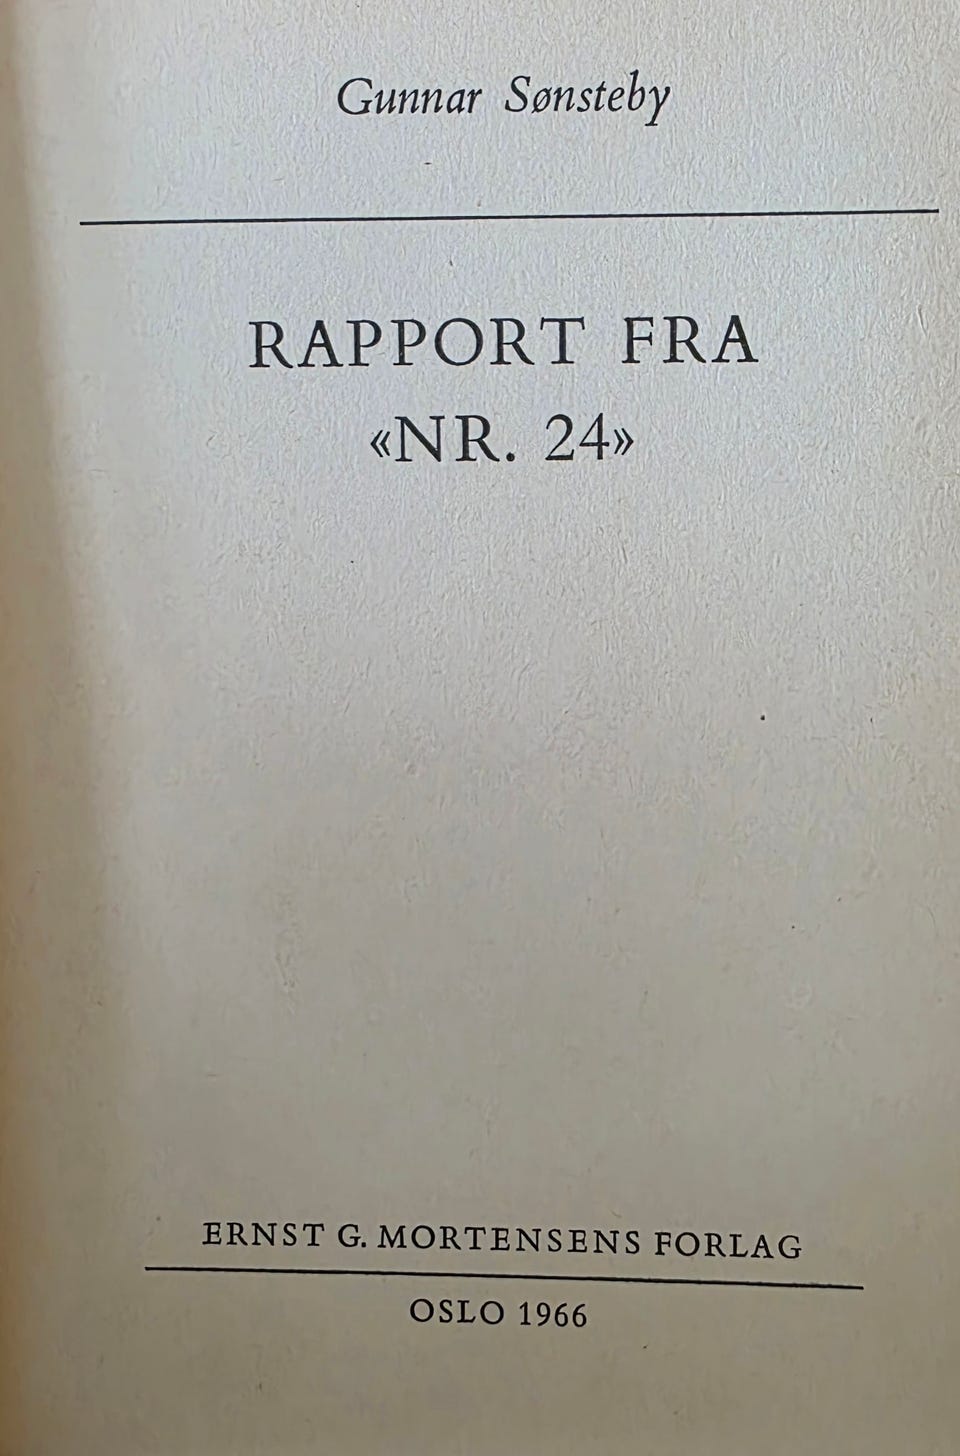 Gunnar Sønsteby
RAPPORT FRA
«NR. 24»
ERNST G. MORTENSENS FORLAG
OSLO 1966